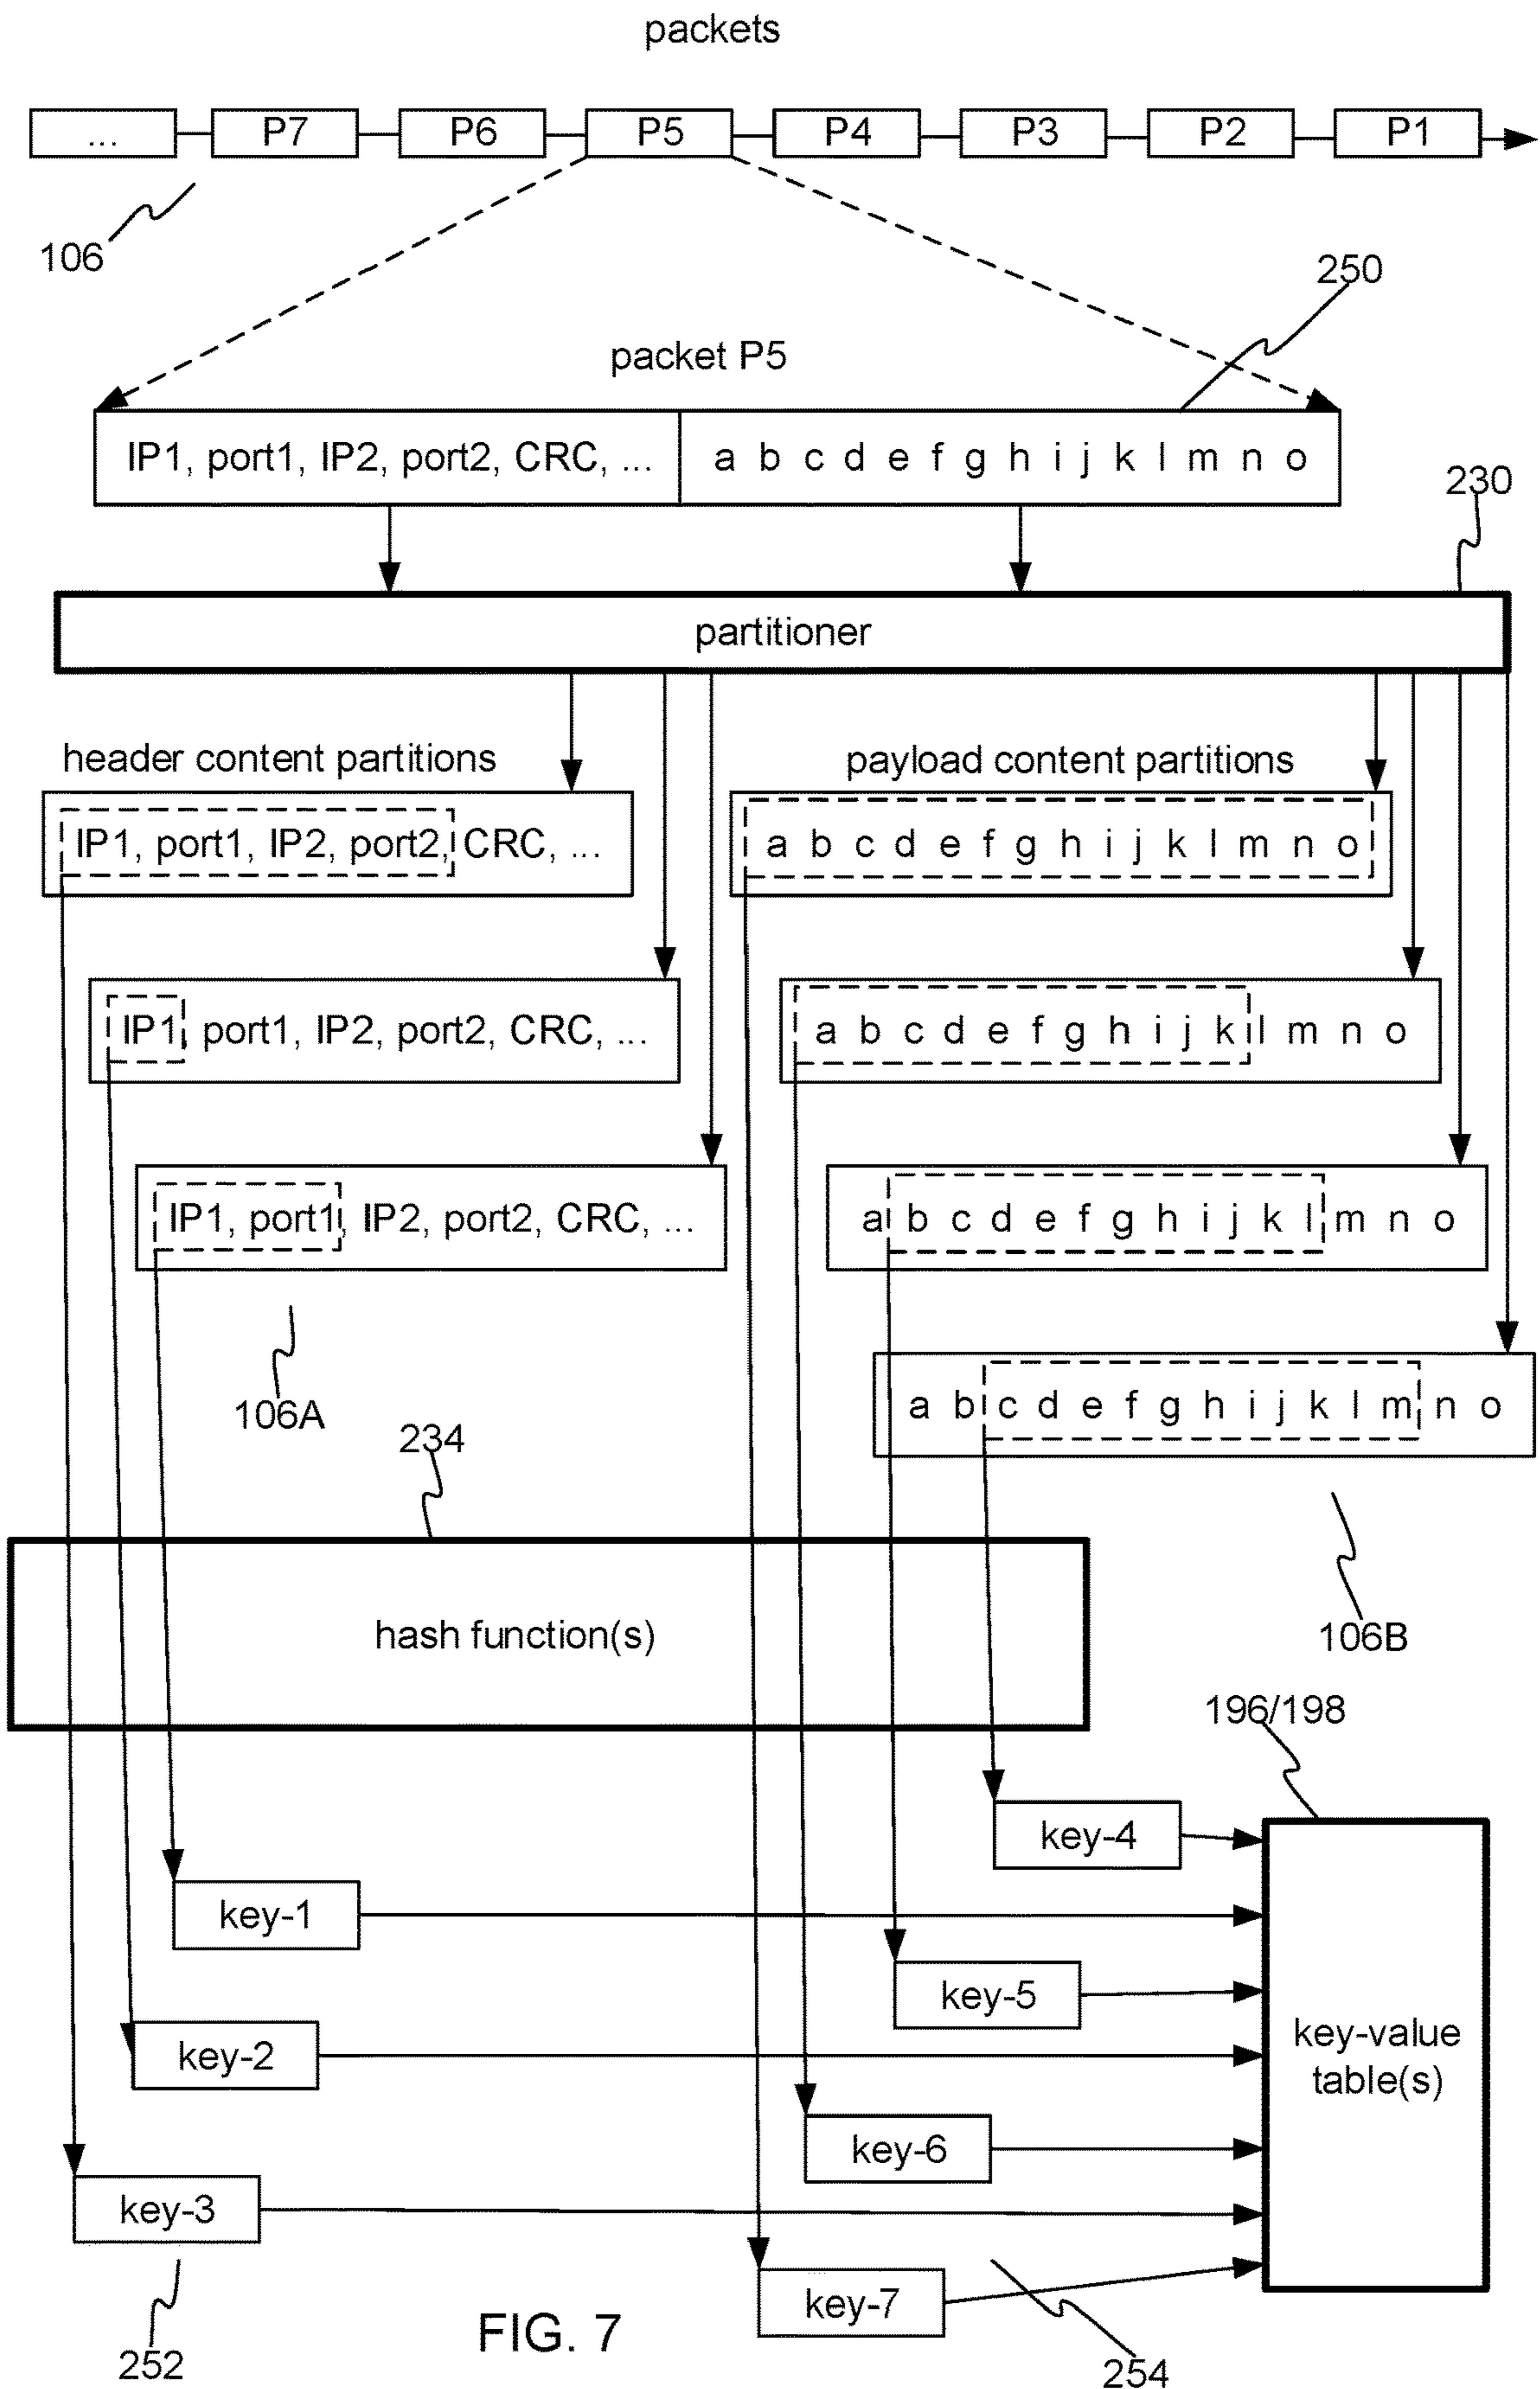 packets
... P7 P6 P5 P4 P3 P2 P1
106
250
packet P5
IP1, port1, IP2, port2, CRC, ... a b c d e f g h i j k l m n o
230
partitioner
header content partitions
payload content partitions
IP1, port1, IP2, port2, CRC, ...
a b c d e f g h i j k l m n o
IP1, port1, IP2, port2, CRC, ...
a b c d e f g h i j k l m n o
IP1, port1, IP2, port2, CRC, ...
a b c d e f g h i j k l m n o
106A
a b c d e f g h i j k l m n o
234
hash function(s)
106B
196/198
key-4
key-1
key-5
key-2
key-value
table(s)
key-6
key-3
key-7
FIG. 7
252
254